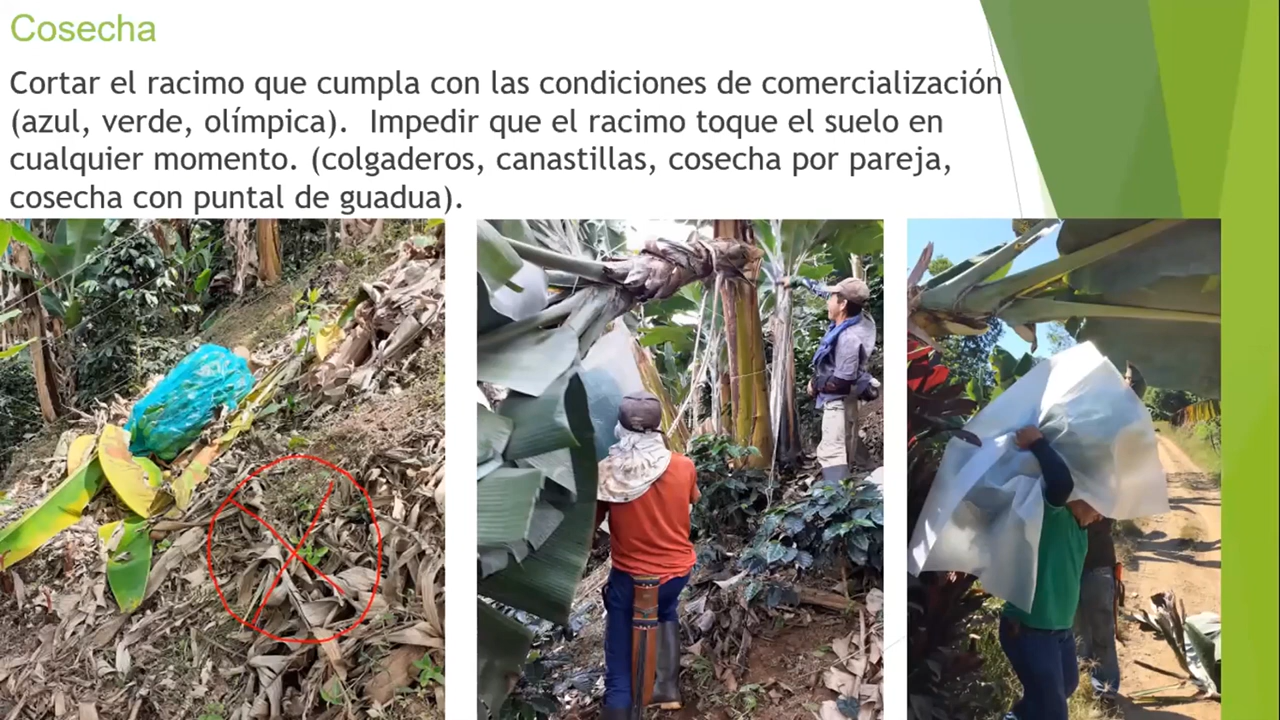 Cosecha
Cortar el racimo que cumpla con las condiciones de comercialización
(azul, verde, olímpica).  Impedir que el racimo toque el suelo en
cualquier momento. (colgaderos, canastillas, cosecha por pareja,
cosecha con puntal de guadua).